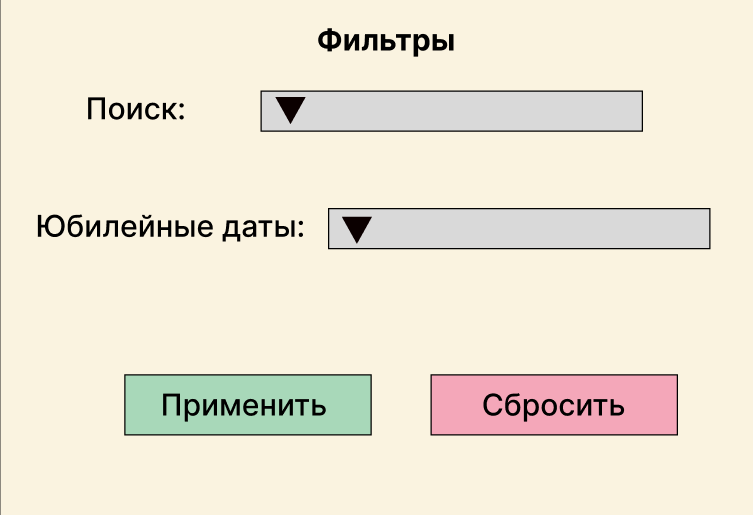 Фильтры
Поиск:
Юбилейные даты:
Применить
Сбросить